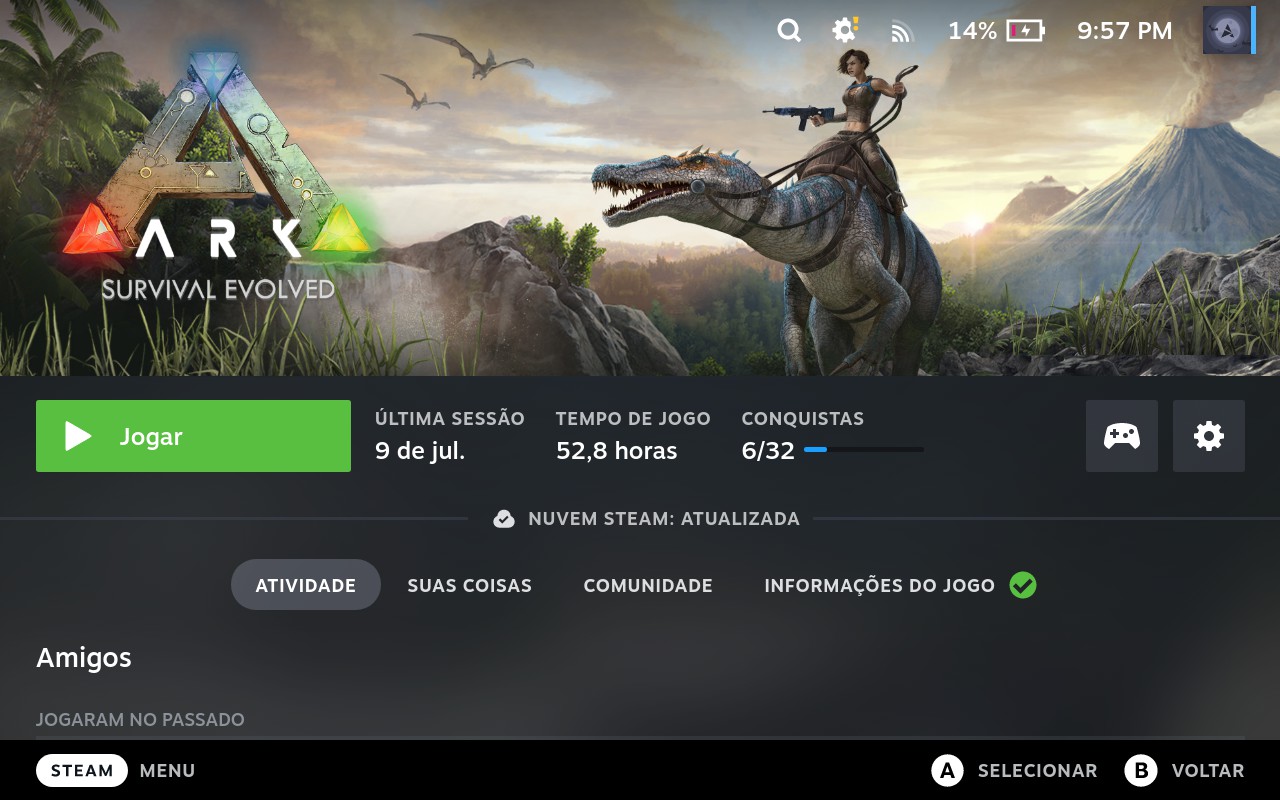 14% 9:57 PM
ARK
SURVIVAL EVOLVED
Jogar
ÚLTIMA SESSÃO
9 de jul.
TEMPO DE JOGO
52,8 horas
CONQUISTAS
6/32
NUVEM STEAM: ATUALIZADA
ATIVIDADE SUAS COISAS COMUNIDADE INFORMAÇÕES DO JOGO
Amigos
JOGARAM NO PASSADO
STEAM MENU A SELECIONAR B VOLTAR